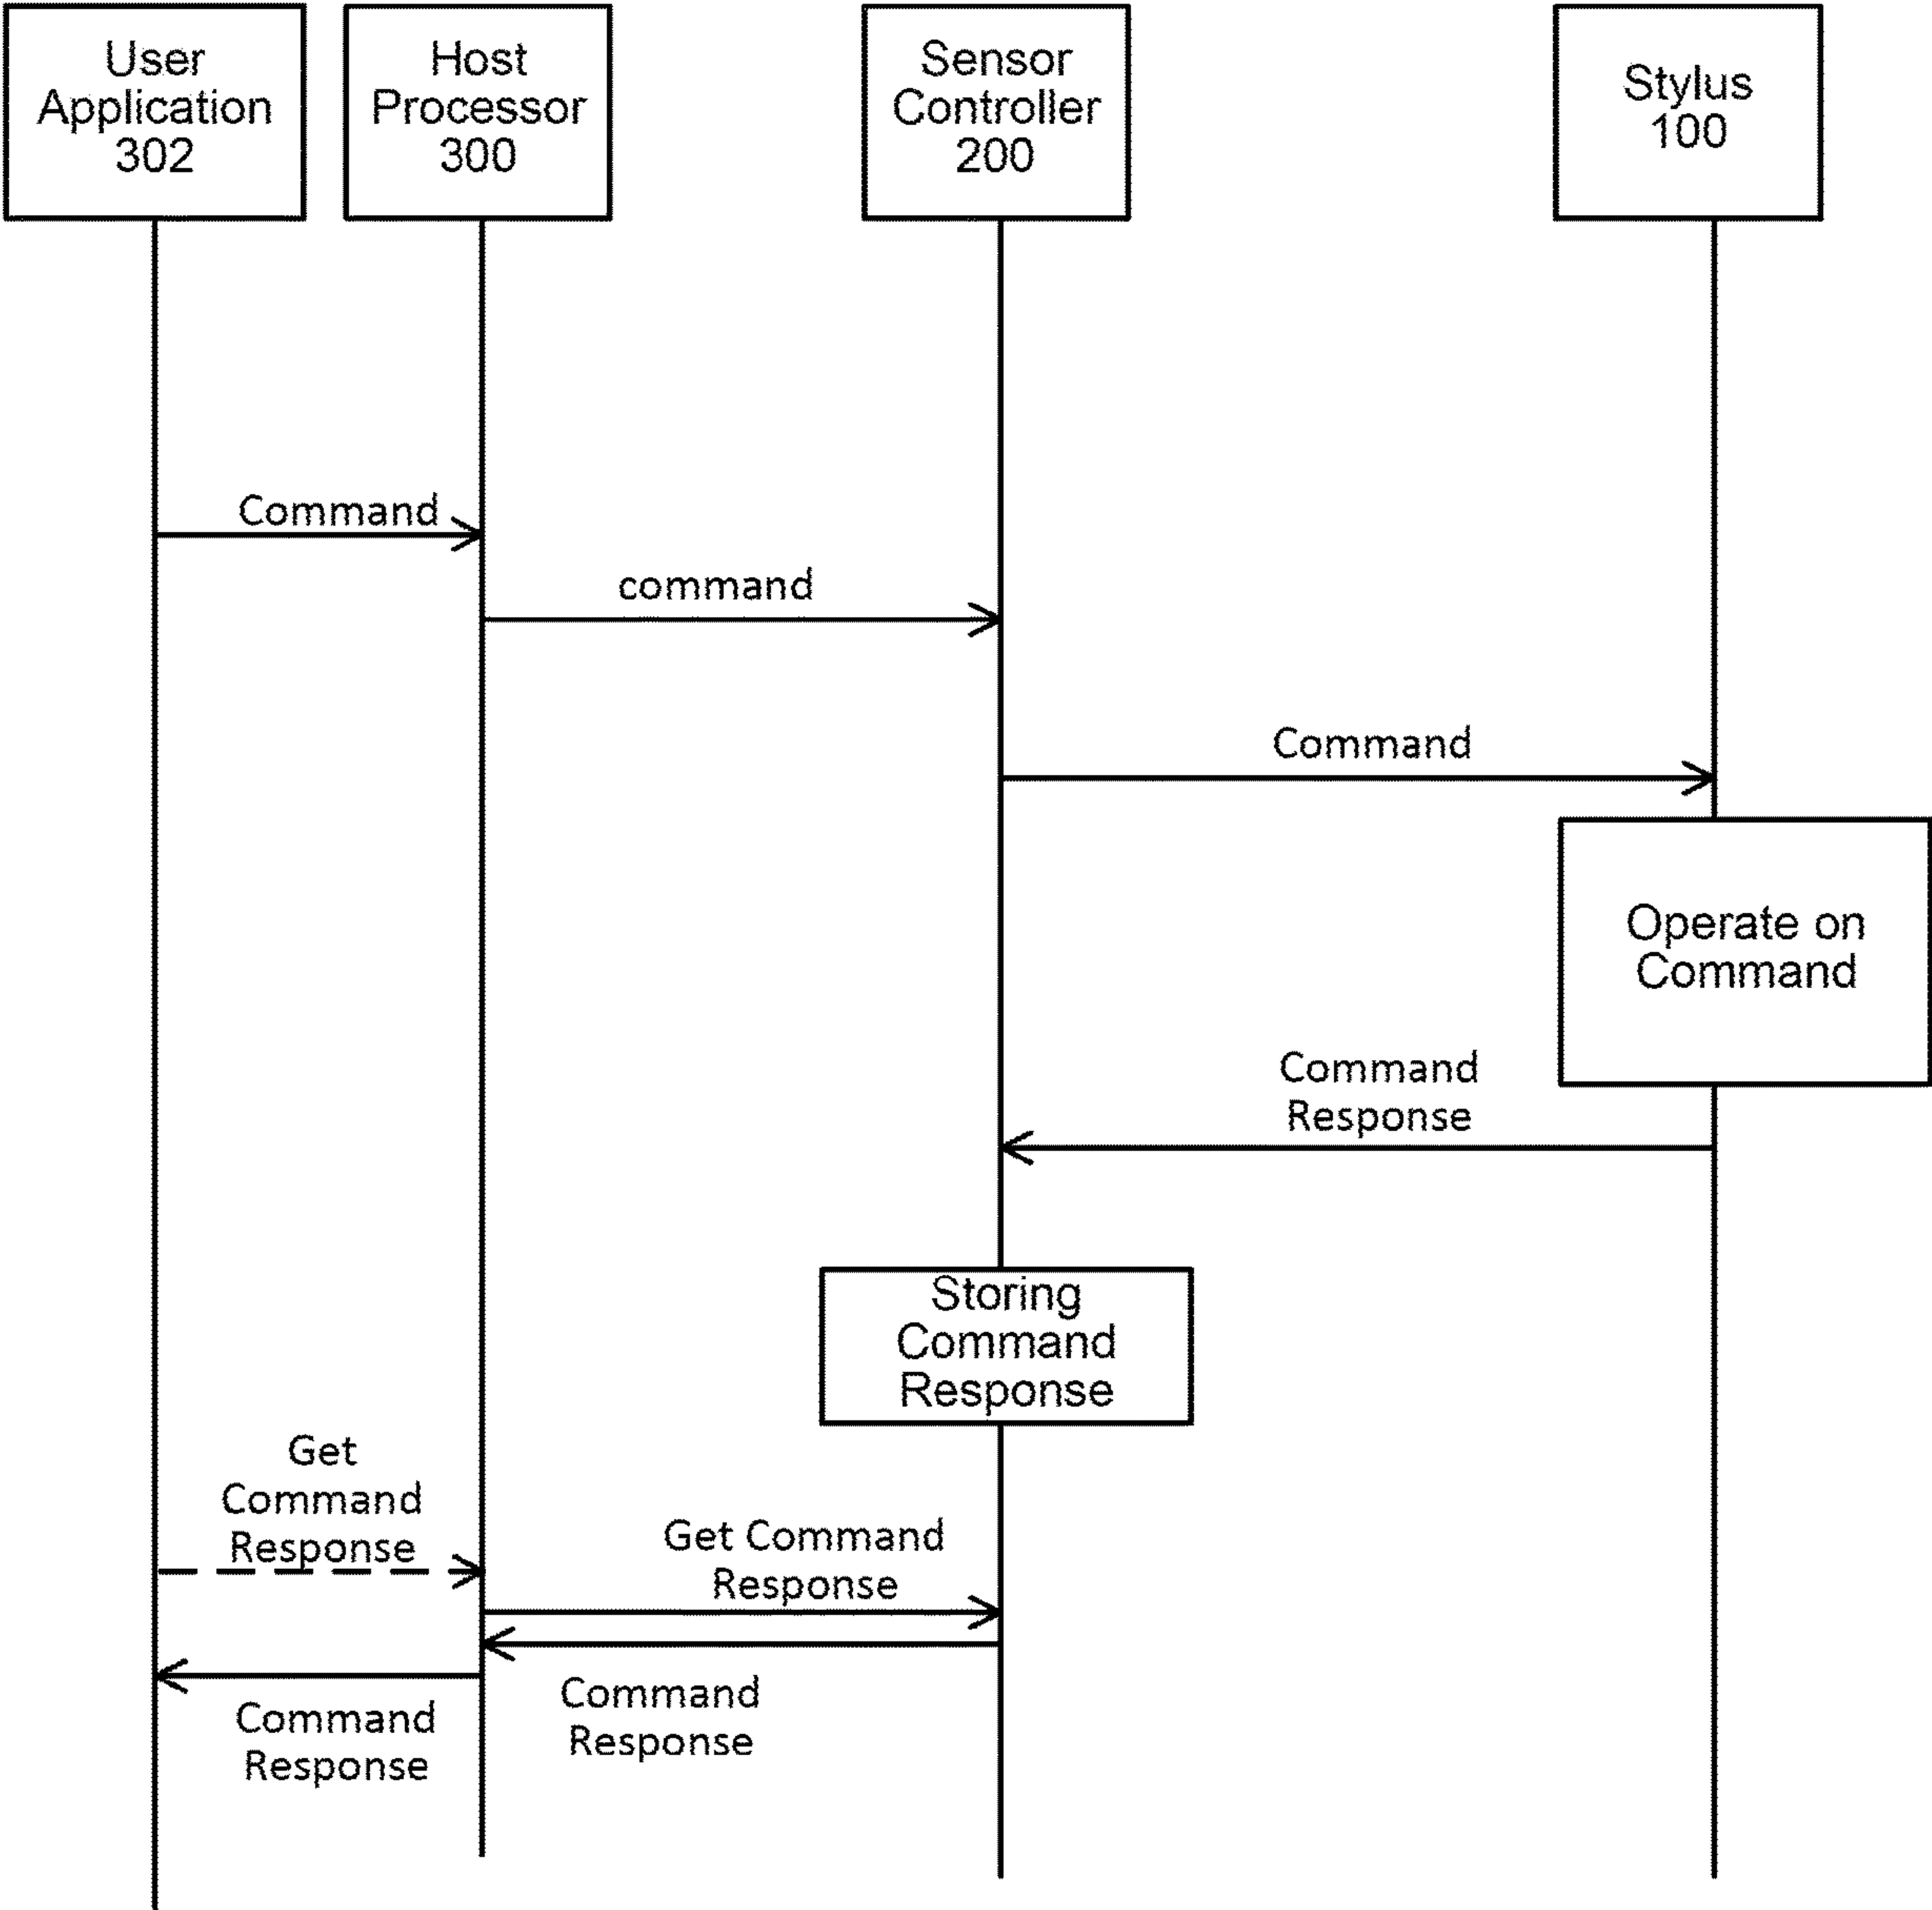 User
Application
302
Host
Processor
300
Sensor
Controller
200
Stylus
100
Command
command
Command
Operate on
Command
Command
Response
Storing
Command
Response
Get
Command
Response
Get Command
Response
Command
Response
Command
Response